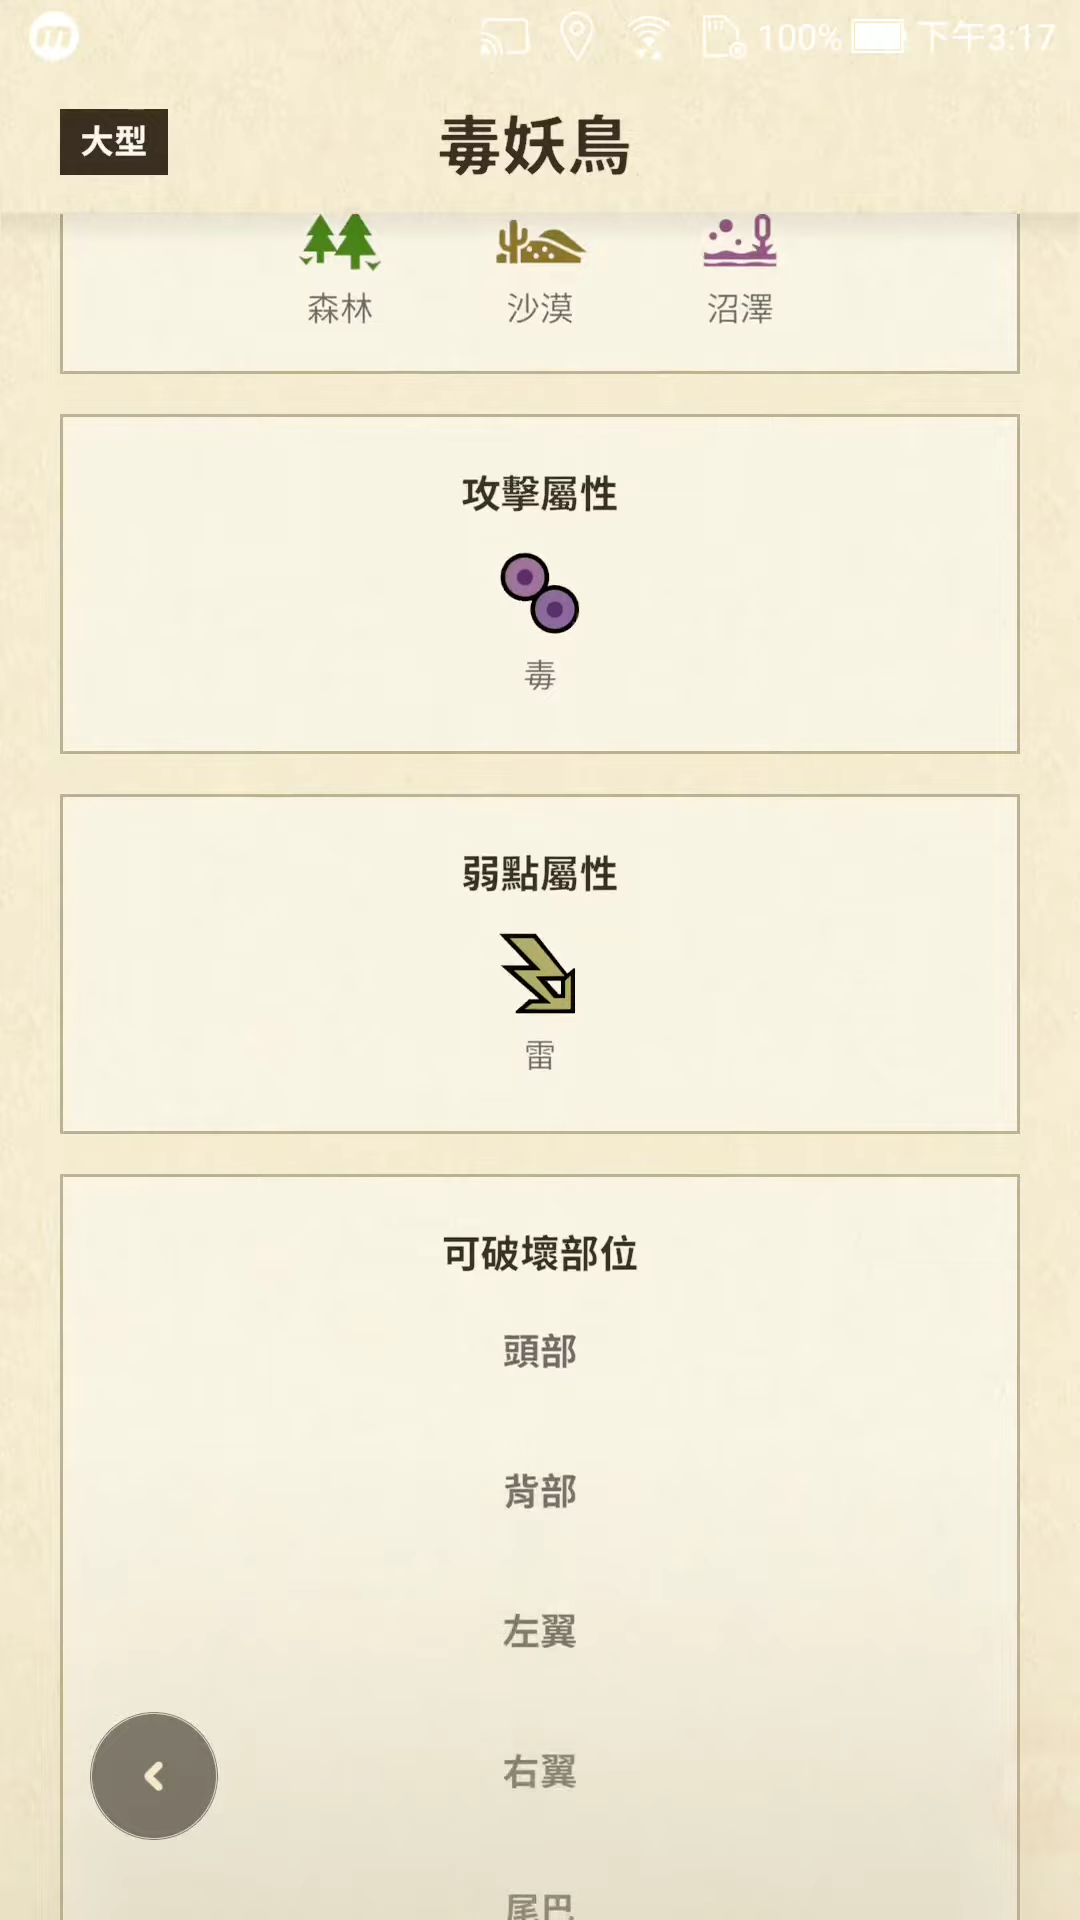 100% 下午3:17
大型
毒妖鳥
森林 沙漠 沼澤
攻擊屬性
毒
弱點屬性
雷
可破壞部位
頭部
背部
左翼
右翼
尾巴